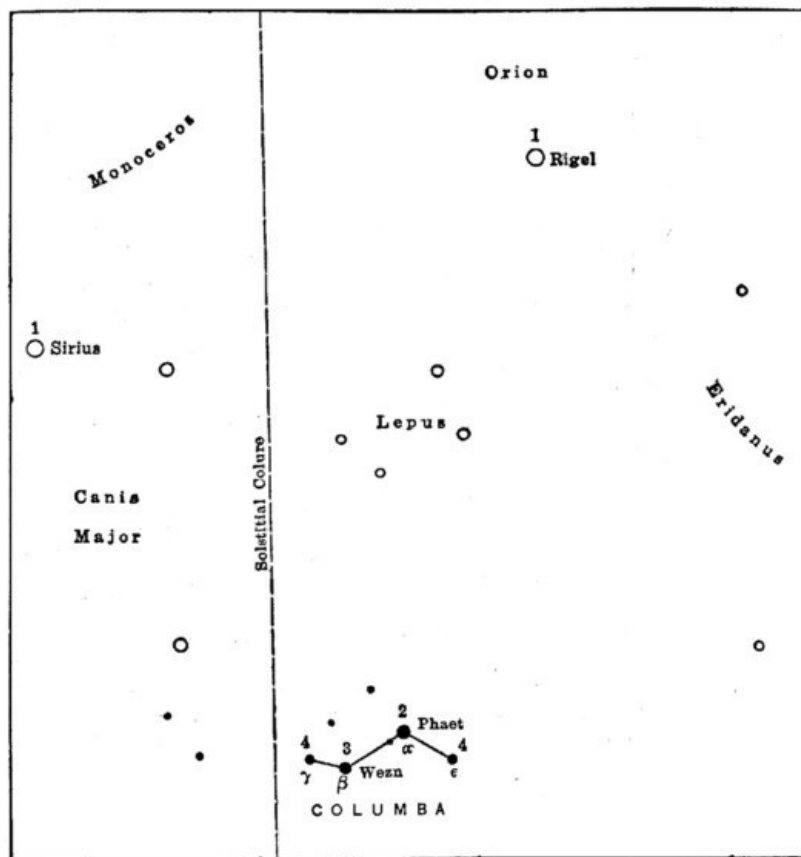 Orion
Monoceros
1
Rigel
1
Sirius
Eridanus
Lepus
Solstitial Colure
Canis
Major
2
Phaet
α
4
γ
3
Wezn
β
4
ε
COLUMBA